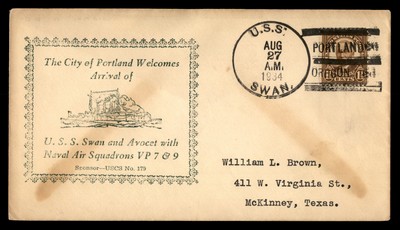 The City of Portland Welcomes
Arrival of
U. S. S. Swan and Avocet with
Naval Air Squadrons VP 7 & 9
Sponsor—USCS No. 179
U.S.S.
AUG
27
A.M.
1934
SWAN.
PORTLAND
OREGON.
William L. Brown,
411 W. Virginia St.,
McKinney, Texas.